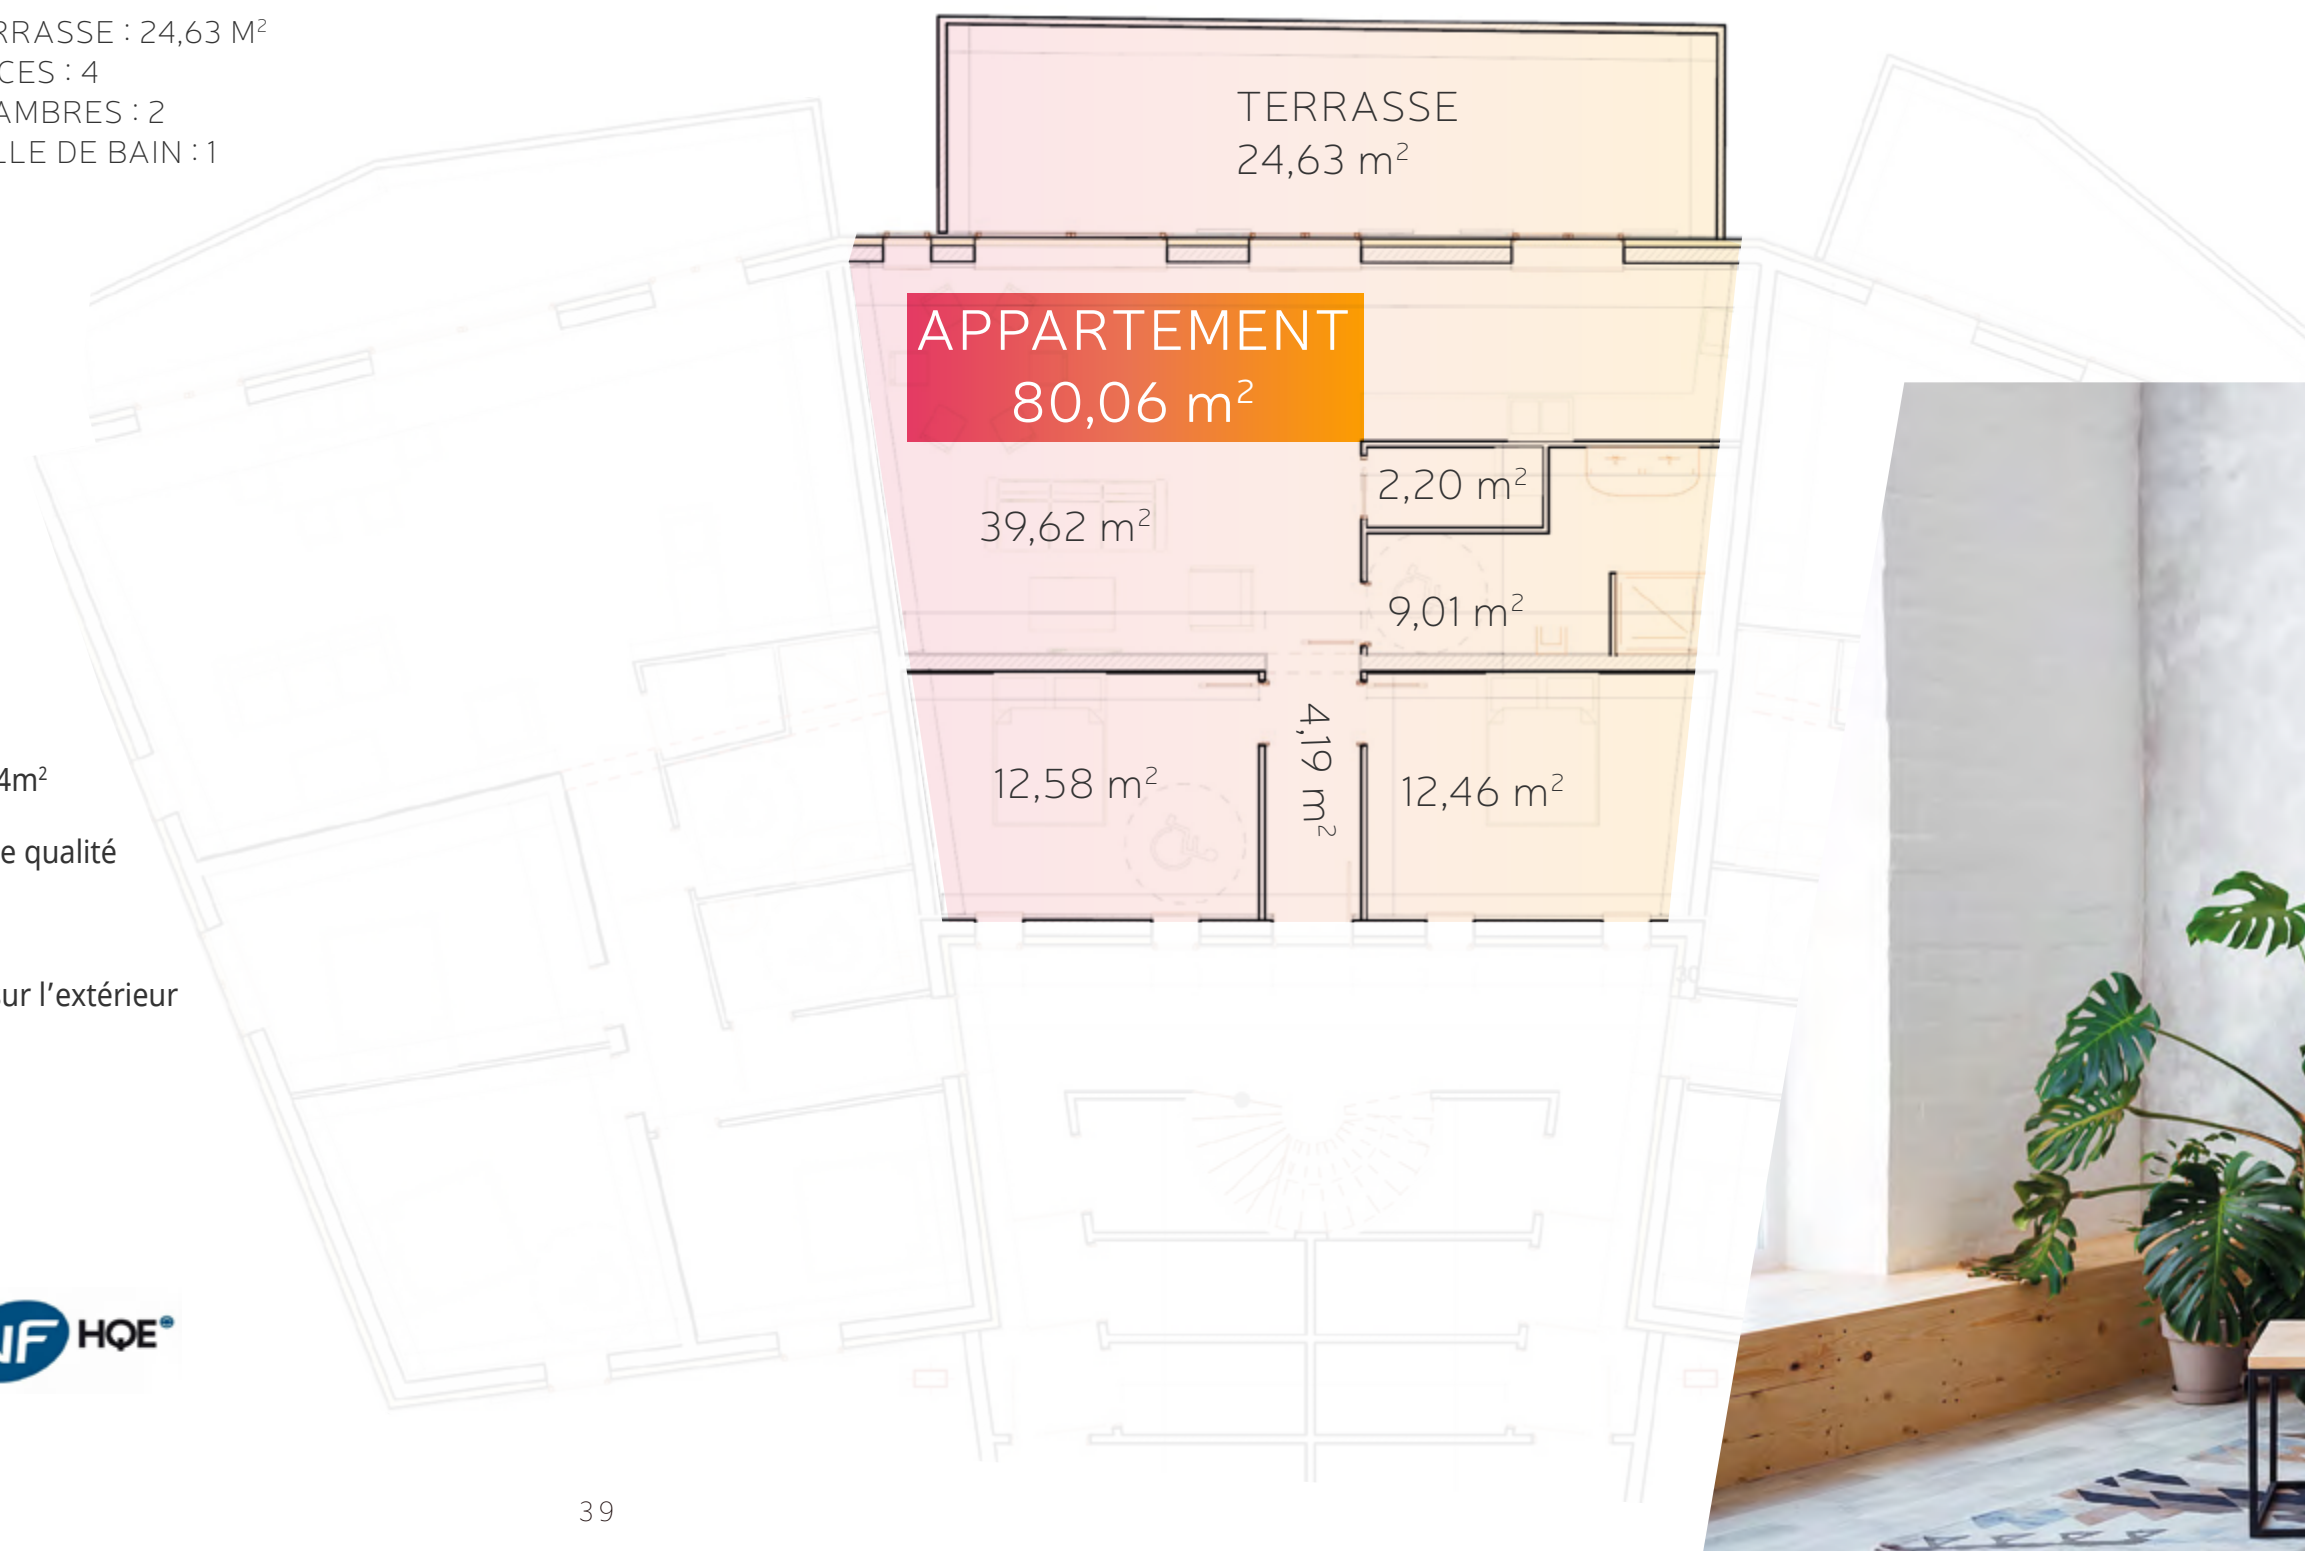 RRASSE : 24,63 M²
CES : 4
AMBRES : 2
LLE DE BAIN : 1
TERRASSE
24,63 m²
APPARTEMENT
80,06 m²
2,20 m²
39,62 m²
9,01 m²
4,19 m²
12,58 m²
12,46 m²
4m²
e qualité
ur l'extérieur
30
NF HQE
39